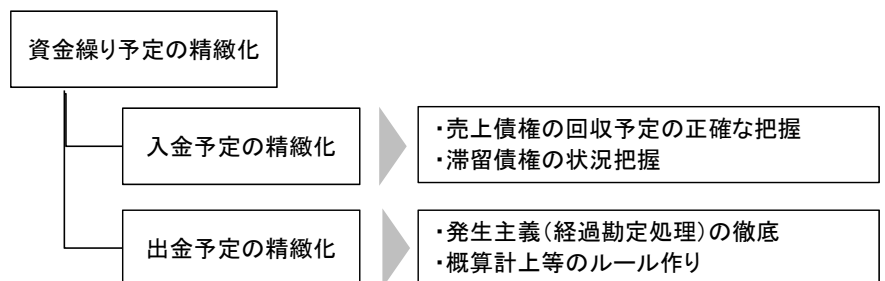 資金繰り予定の精緻化
入金予定の精緻化
・売上債権の回収予定の正確な把握
・滞留債権の状況把握
出金予定の精緻化
・発生主義(経過勘定処理)の徹底
・概算計上等のルール作り